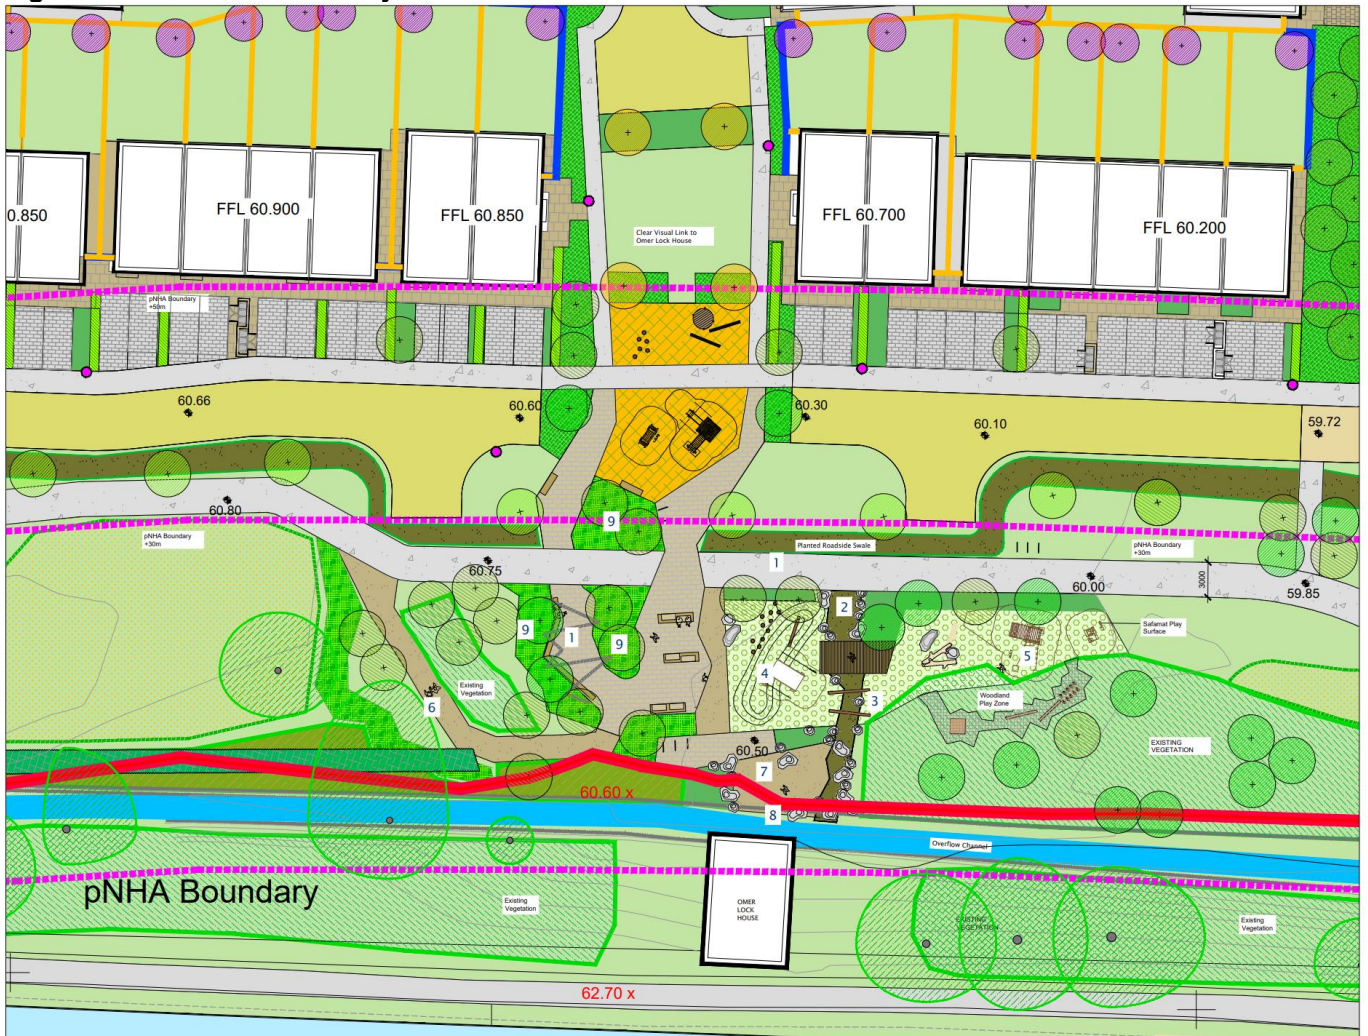 0.850
FFL 60.900
FFL 60.850
FFL 60.700
FFL 60.200
Clear Visual Link to
Omer Lock House
pNHA Boundary
+50m
60.66
60.60
60.30
60.10
59.72
60.80
pNHA Boundary
+30m
9
Planted Roadside Swale
pNHA Boundary
+30m
60.75
1
60.00
3000
59.85
2
9
1
9
Safamat Play
Surface
4
5
Existing
Vegetation
6
3
Woodland
Play Zone
60.50
EXISTING
VEGETATION
7
60.60 x
8
Overflow Channel
pNHA Boundary
Existing
Vegetation
OMER
LOCK
HOUSE
EXISTING
VEGETATION
Existing
Vegetation
62.70 x